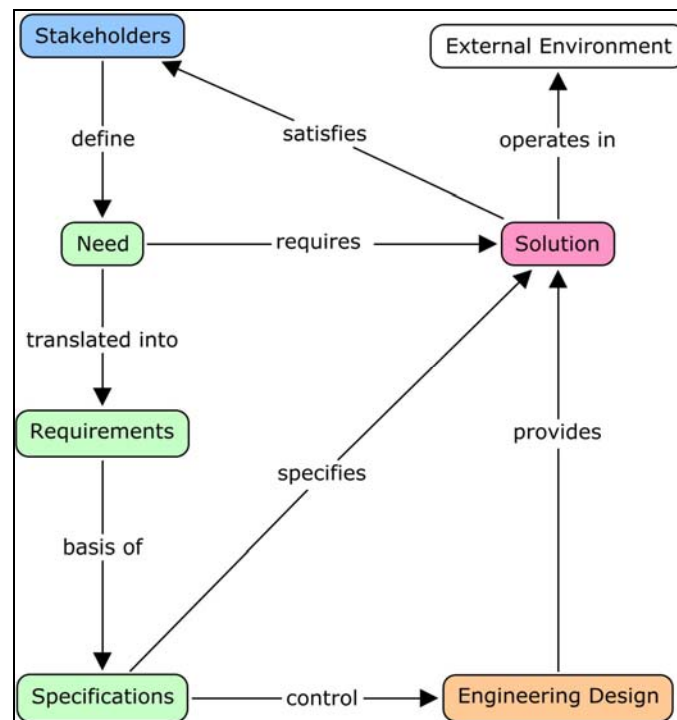 Stakeholders
External Environment
define
satisfies
operates in
Need
requires
Solution
translated into
Requirements
provides
specifies
basis of
Specifications
control
Engineering Design